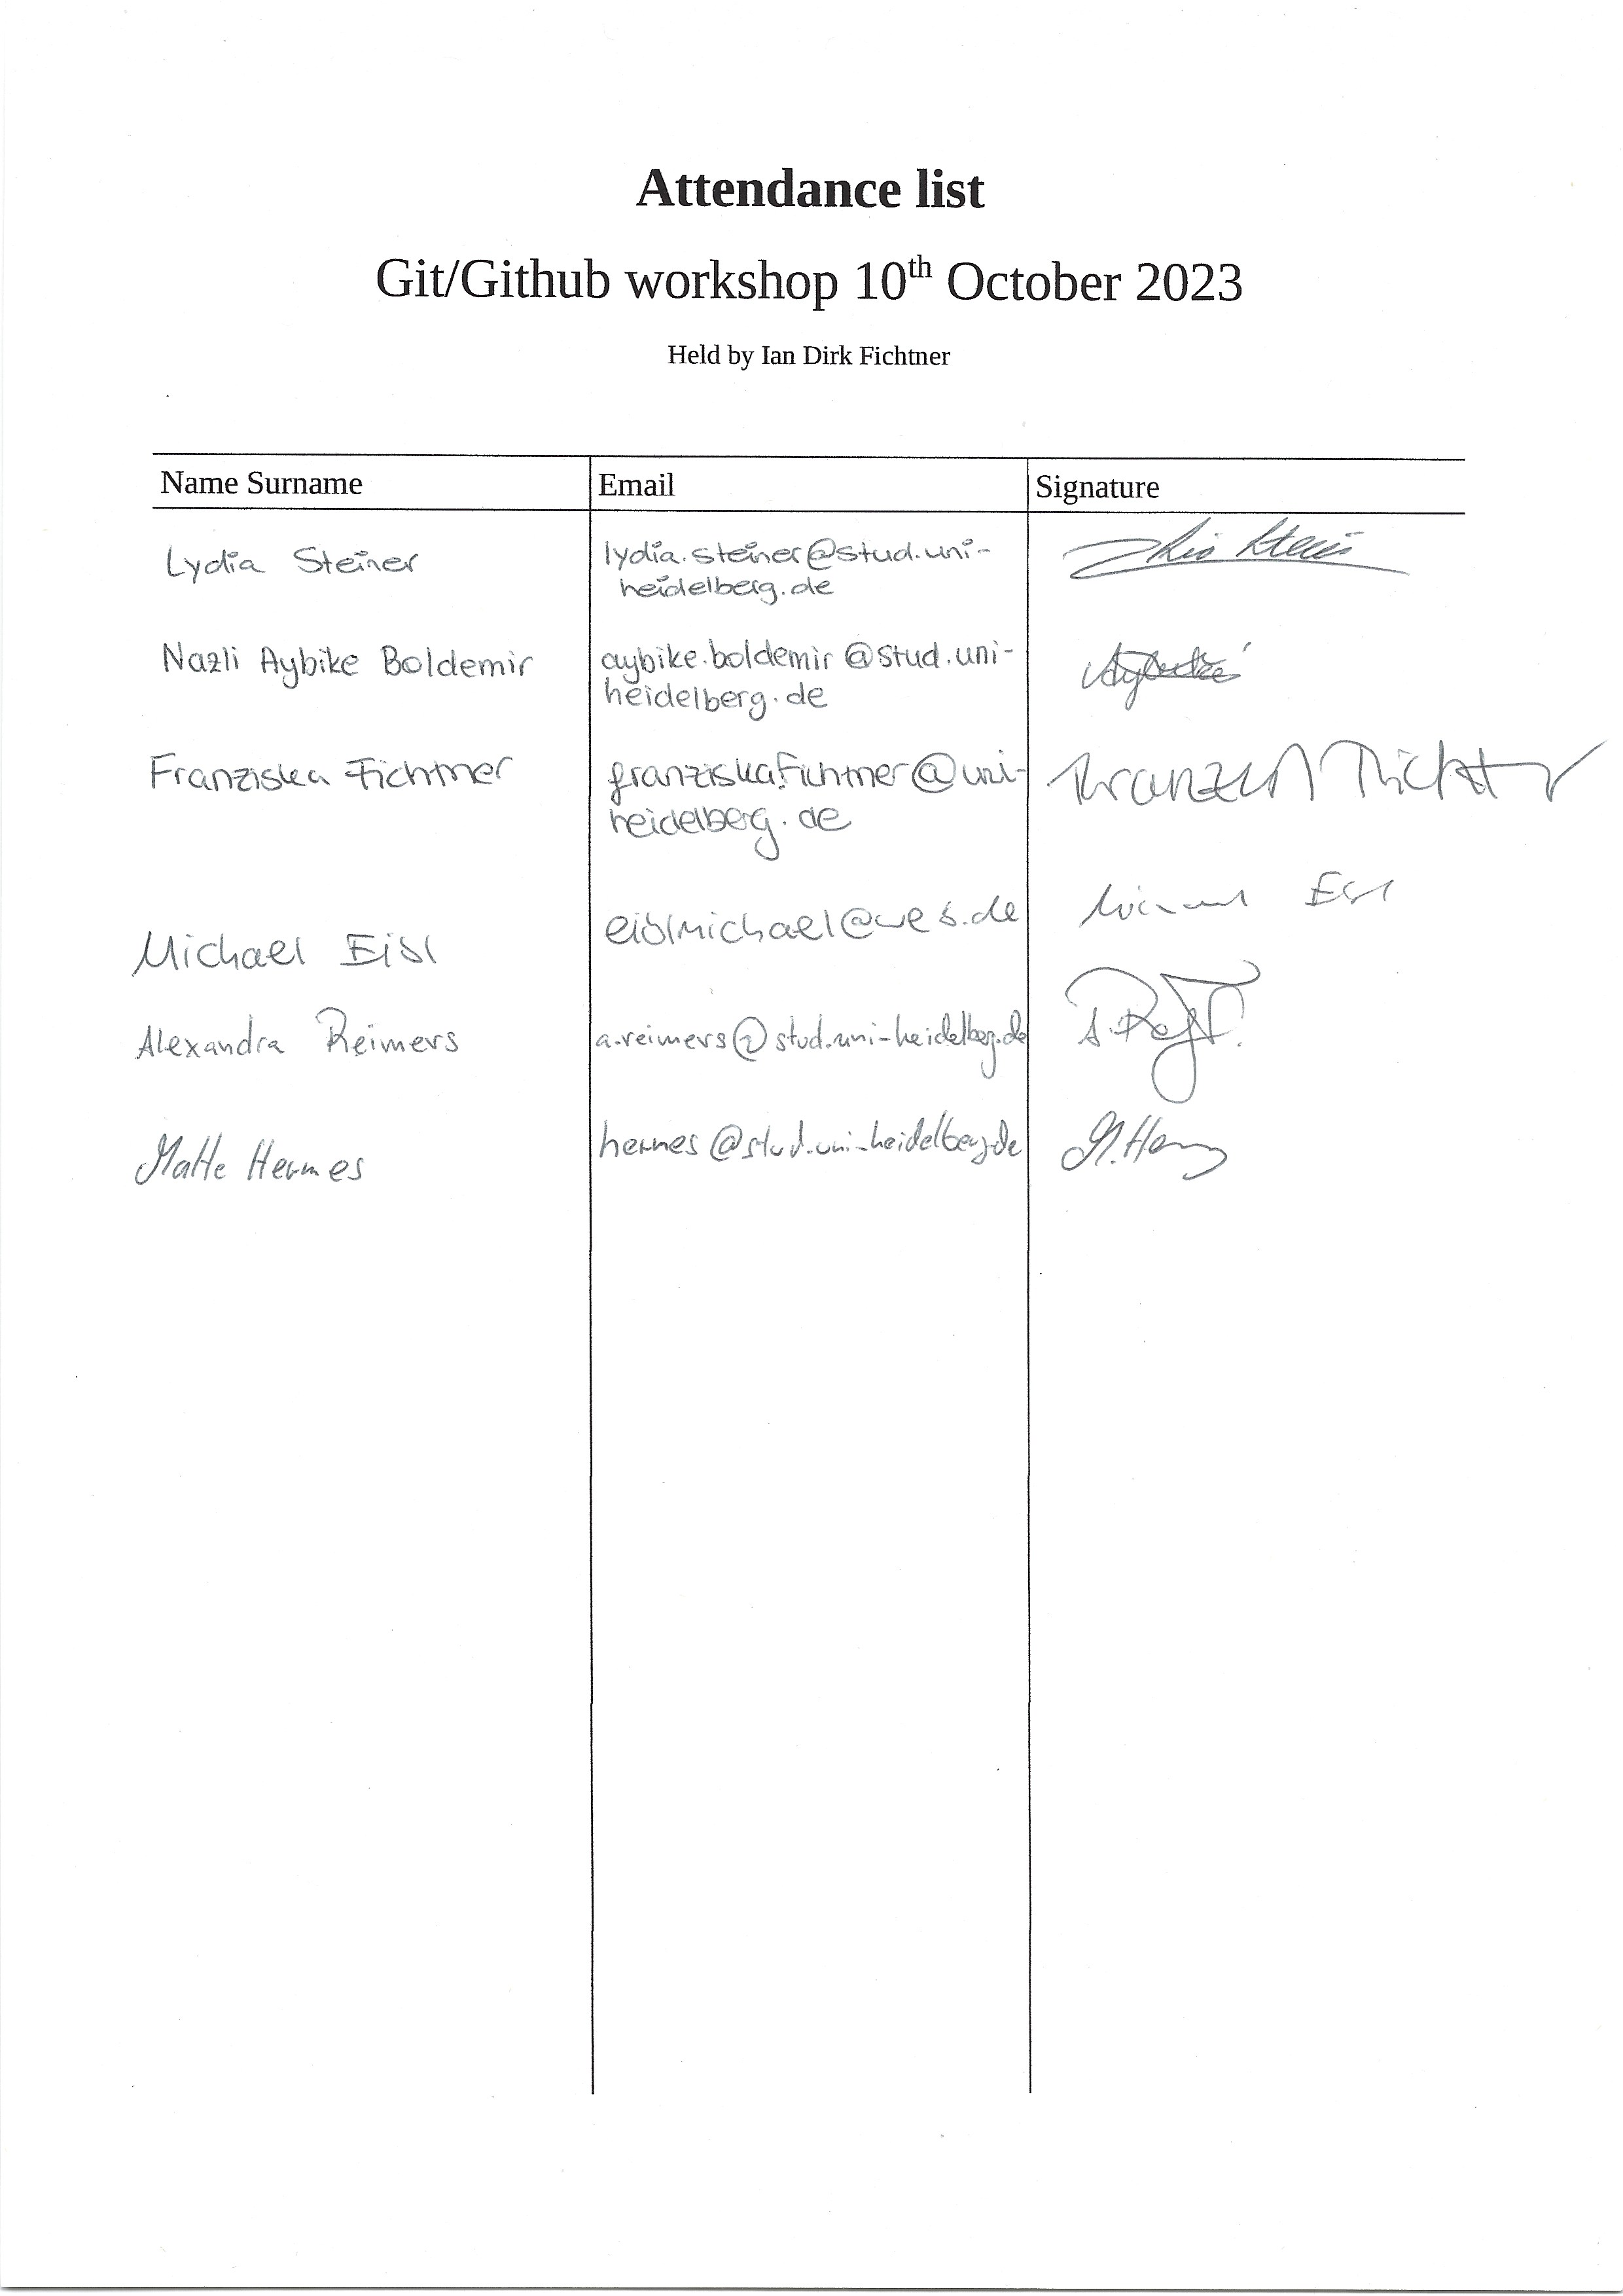 Attendance list
Git/Github workshop 10th October 2023
Held by Ian Dirk Fichtner
Name Surname
Email
Signature
Lydia Steiner
lydia.steiner@stud.uni-
heidelberg.de
Nazli Aybike Boldemir
aybike.boldemir@stud.uni-
heidelberg.de
Aybike
Franziska Fichtner
franziska.fichtner@uni-
heidelberg.de
Michael Eisl
eislmichael@web.de
Alexandra Reimers
a.reimers@stud.uni-heidelberg.de
Malte Hermes
hermes@stud.uni-heidelberg.de